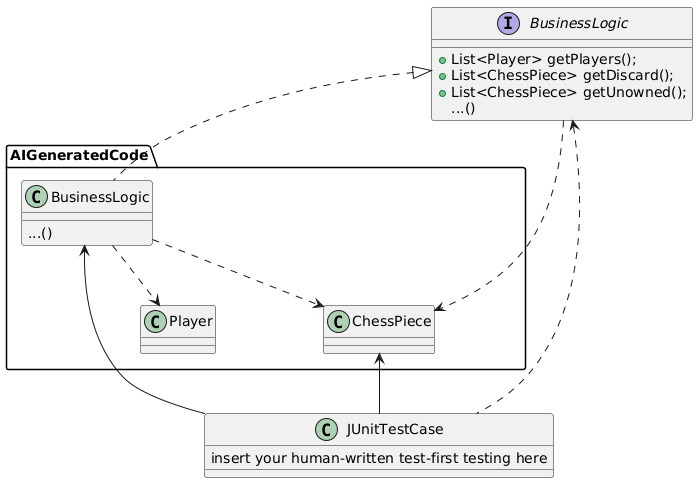 I BusinessLogic
List<Player> getPlayers();
List<ChessPiece> getDiscard();
List<ChessPiece> getUnowned();
...()
AIGeneratedCode
C BusinessLogic
...()
C Player
C ChessPiece
C JUnitTestCase
insert your human-written test-first testing here